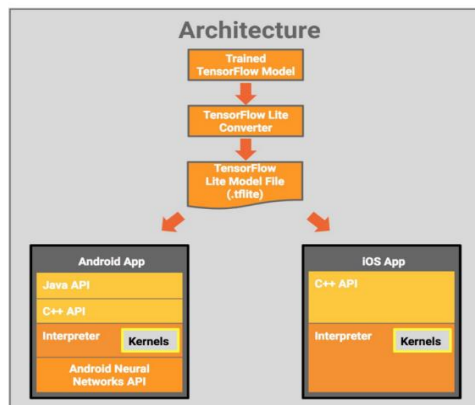 Architecture
Trained
TensorFlow Model
TensorFlow Lite
Converter
TensorFlow
Lite Model File
(.tflite)
Android App
Java API
C++ API
Interpreter
Kernels
Android Neural
Networks API
iOS App
C++ API
Interpreter
Kernels